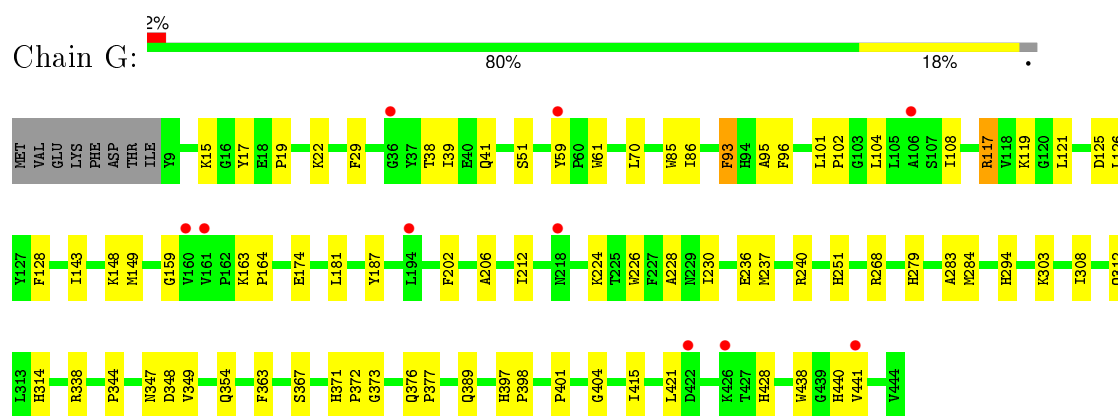 2%
Chain G:
80% 18%
MET VAL GLU LYS PHE ASP THR ILE Y9 K15 G16 Y17 E18 P19 K22 F29 G36 Y37 T38 I39 E40 Q41 S51 Y59 P60 W61 L70 W85 I86 F93 H94 A95 F96 L101 P102 G103 L104 L105 A106 S107 I108 R117 V118 K119 G120 L121 D125
Y127 F128 I143 K148 M149 G159 V160 V161 P162 K163 P164 E174 L181 Y187 L194 F202 A206 I212 N218 K224 T225 W226 F227 A228 N229 I230 E236 M237 R240 H251 R268 H279 A283 M284 H294 K303 I308
L313 H314 R338 P344 N347 D348 V349 Q354 F363 S367 H371 P372 G373 Q376 P377 Q389 H397 P398 P401 G404 I415 L421 D422 K426 T427 H428 W438 G439 H440 V441 V444